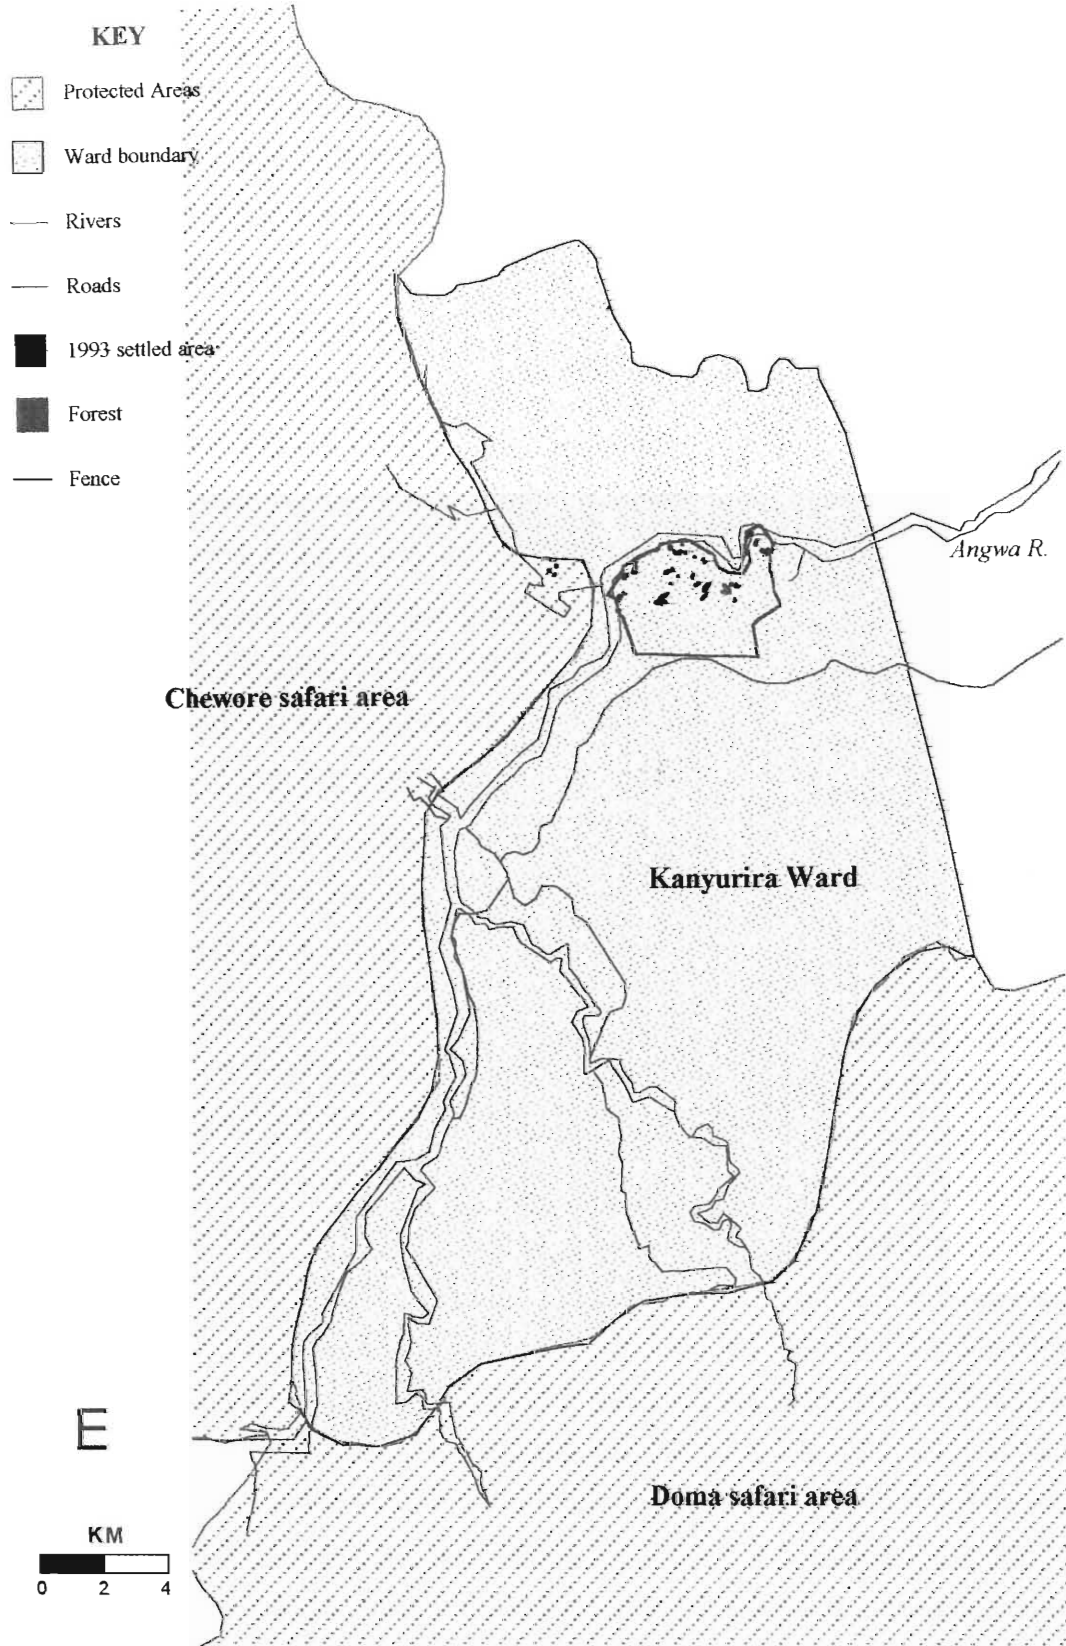 KEY
Protected Areas
Ward boundary
Rivers
Roads
1993 settled area
Forest
Fence
Angwa R.
Chewore safari area
Kanyurira Ward
E
Doma safari area
KM
0 2 4